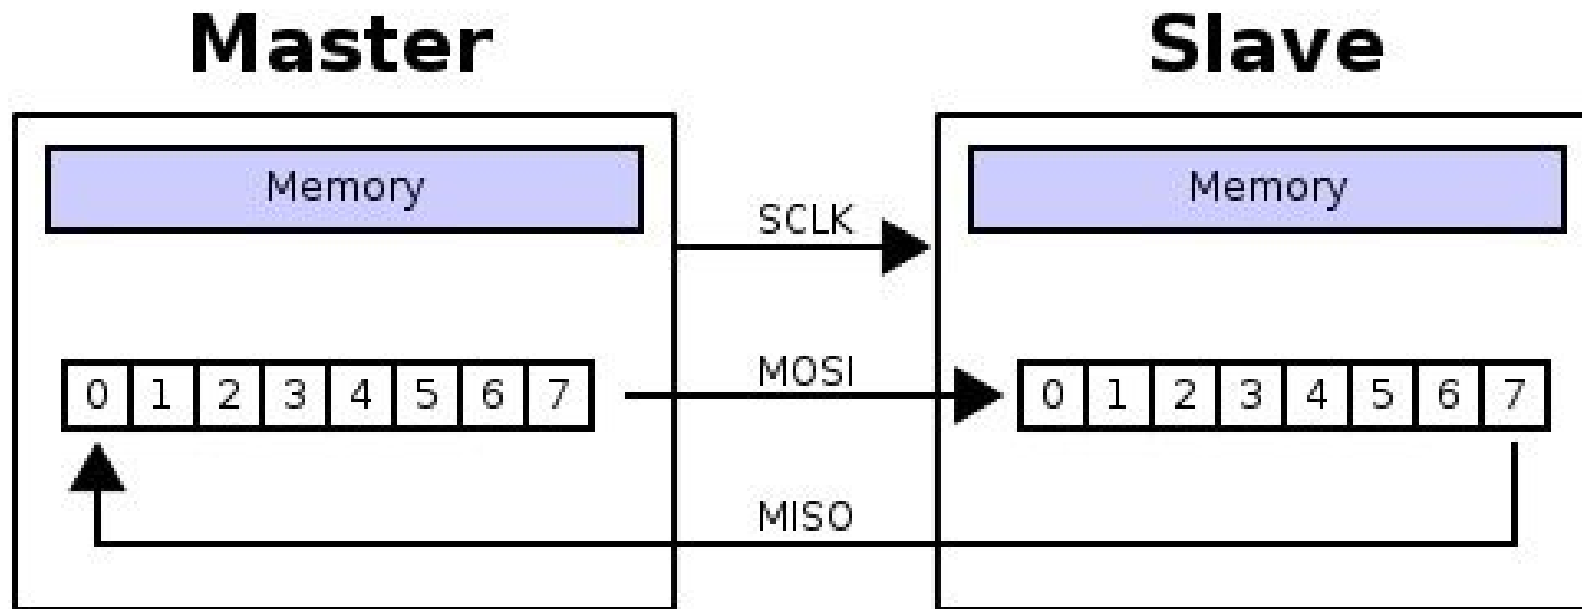 Master Slave
Memory Memory
SCLK
MOSI
0 1 2 3 4 5 6 7 0 1 2 3 4 5 6 7
MISO